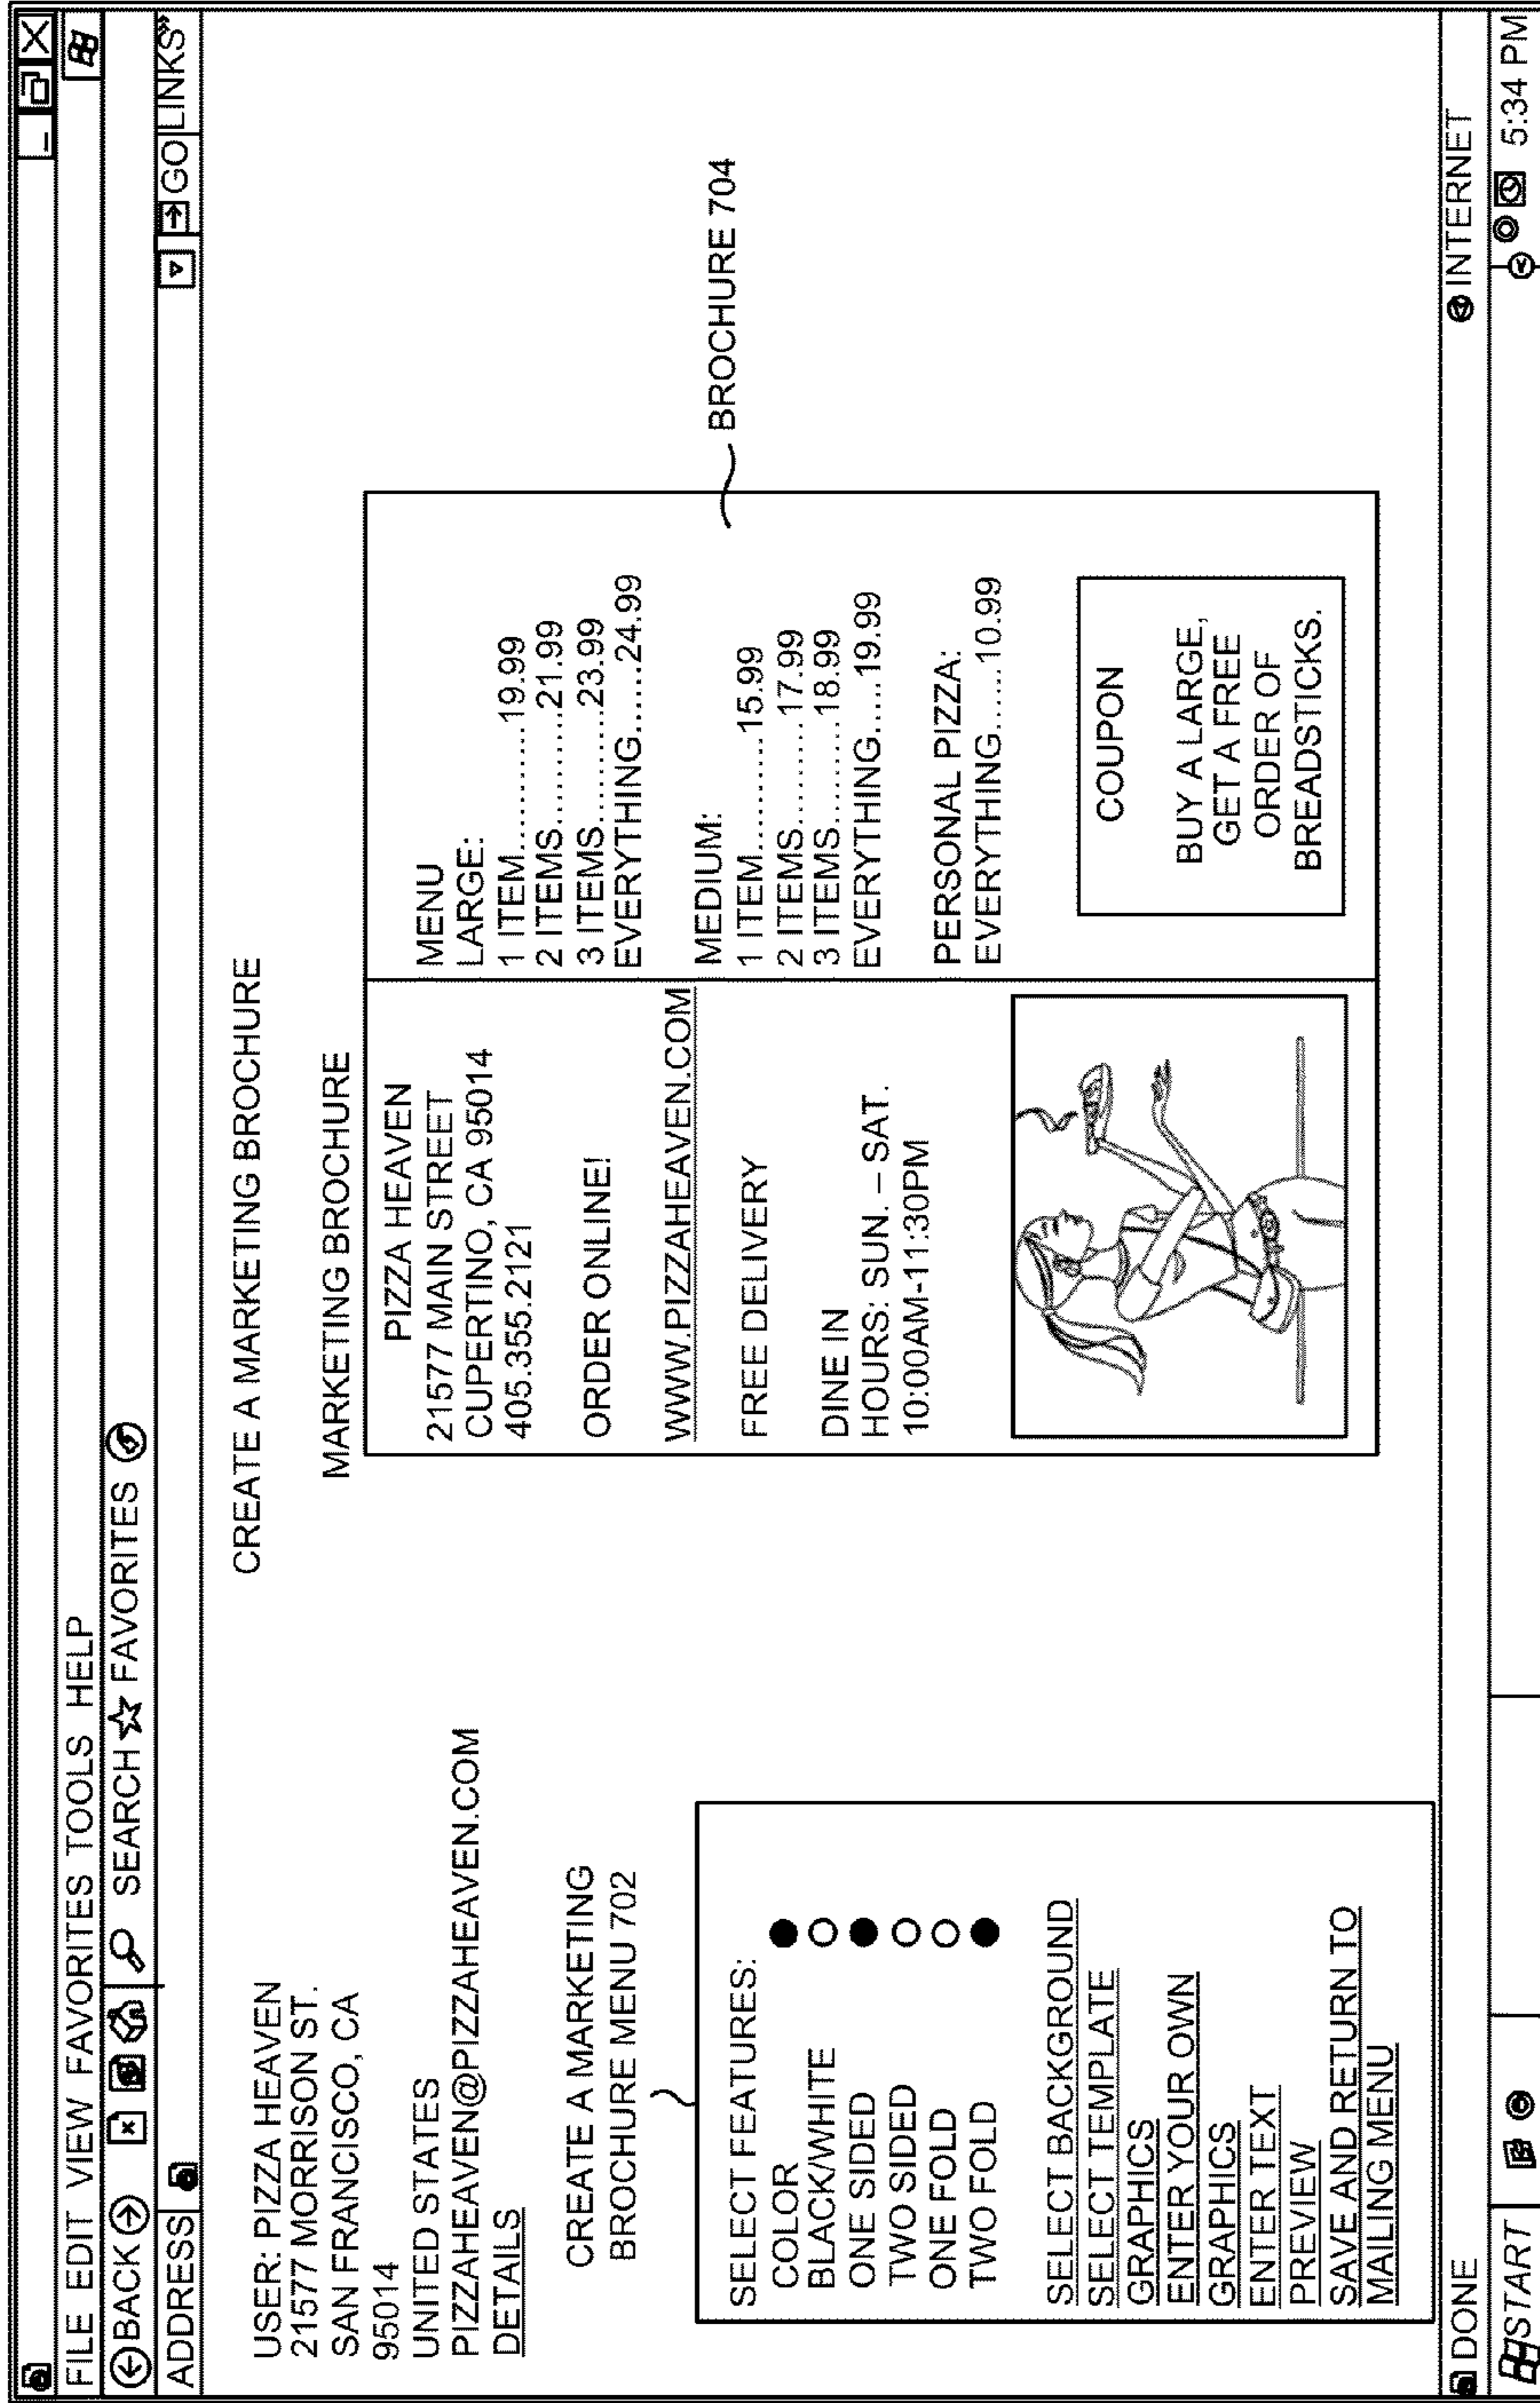 FILE EDIT VIEW FAVORITES TOOLS HELP
BACK SEARCH FAVORITES
ADDRESS GO LINKS »
CREATE A MARKETING BROCHURE
USER: PIZZA HEAVEN
21577 MORRISON ST.
SAN FRANCISCO, CA
95014
UNITED STATES
PIZZAHEAVEN@PIZZAHEAVEN.COM
DETAILS
CREATE A MARKETING
BROCHURE MENU 702
SELECT FEATURES:
COLOR
BLACK/WHITE
ONE SIDED
TWO SIDED
ONE FOLD
TWO FOLD
SELECT BACKGROUND
SELECT TEMPLATE
GRAPHICS
ENTER YOUR OWN
GRAPHICS
ENTER TEXT
PREVIEW
SAVE AND RETURN TO
MAILING MENU
MARKETING BROCHURE
PIZZA HEAVEN
21577 MAIN STREET
CUPERTINO, CA 95014
405.355.2121
ORDER ONLINE!
WWW.PIZZAHEAVEN.COM
FREE DELIVERY
DINE IN
HOURS: SUN. – SAT.
10:00AM-11:30PM
MENU
LARGE:
1 ITEM..........19.99
2 ITEMS.........21.99
3 ITEMS.........23.99
EVERYTHING.....24.99
MEDIUM:
1 ITEM.........15.99
2 ITEMS........17.99
3 ITEMS........18.99
EVERYTHING.....19.99
PERSONAL PIZZA:
EVERYTHING......10.99
COUPON
BUY A LARGE,
GET A FREE
ORDER OF
BREADSTICKS.
BROCHURE 704
DONE INTERNET
START 5:34 PM